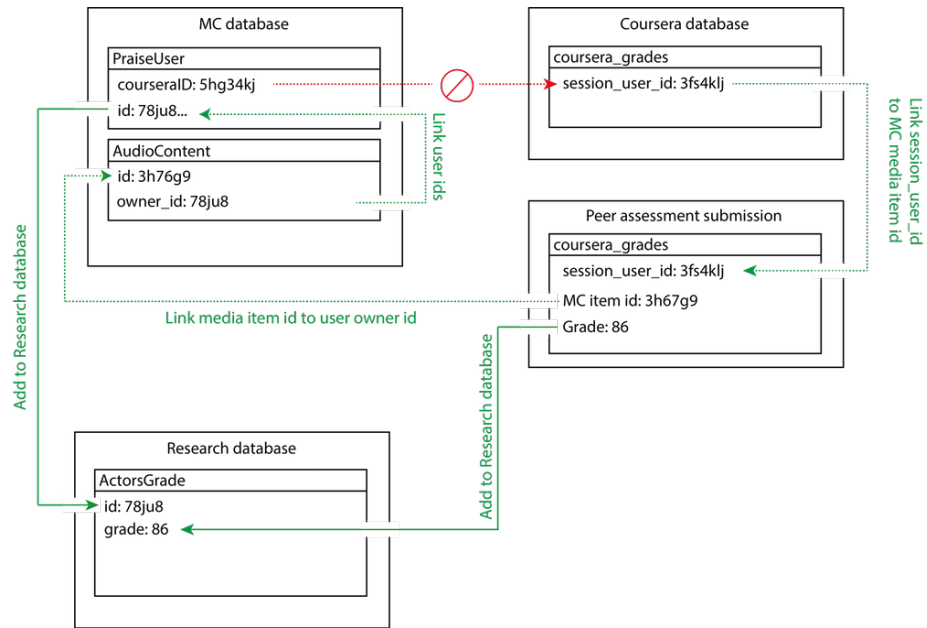 MC database
PraiseUser
courseraID: 5hg34kj
id: 78ju8...
AudioContent
id: 3h76g9
owner_id: 78ju8
Link user ids
Coursera database
coursera_grades
session_user_id: 3fs4klj
Link session_user_id
to MC media item id
Peer assessment submission
coursera_grades
session_user_id: 3fs4klj
MC item id: 3h67g9
Grade: 86
Link media item id to user owner id
Add to Research database
Add to Research database
Research database
ActorsGrade
id: 78ju8
grade: 86